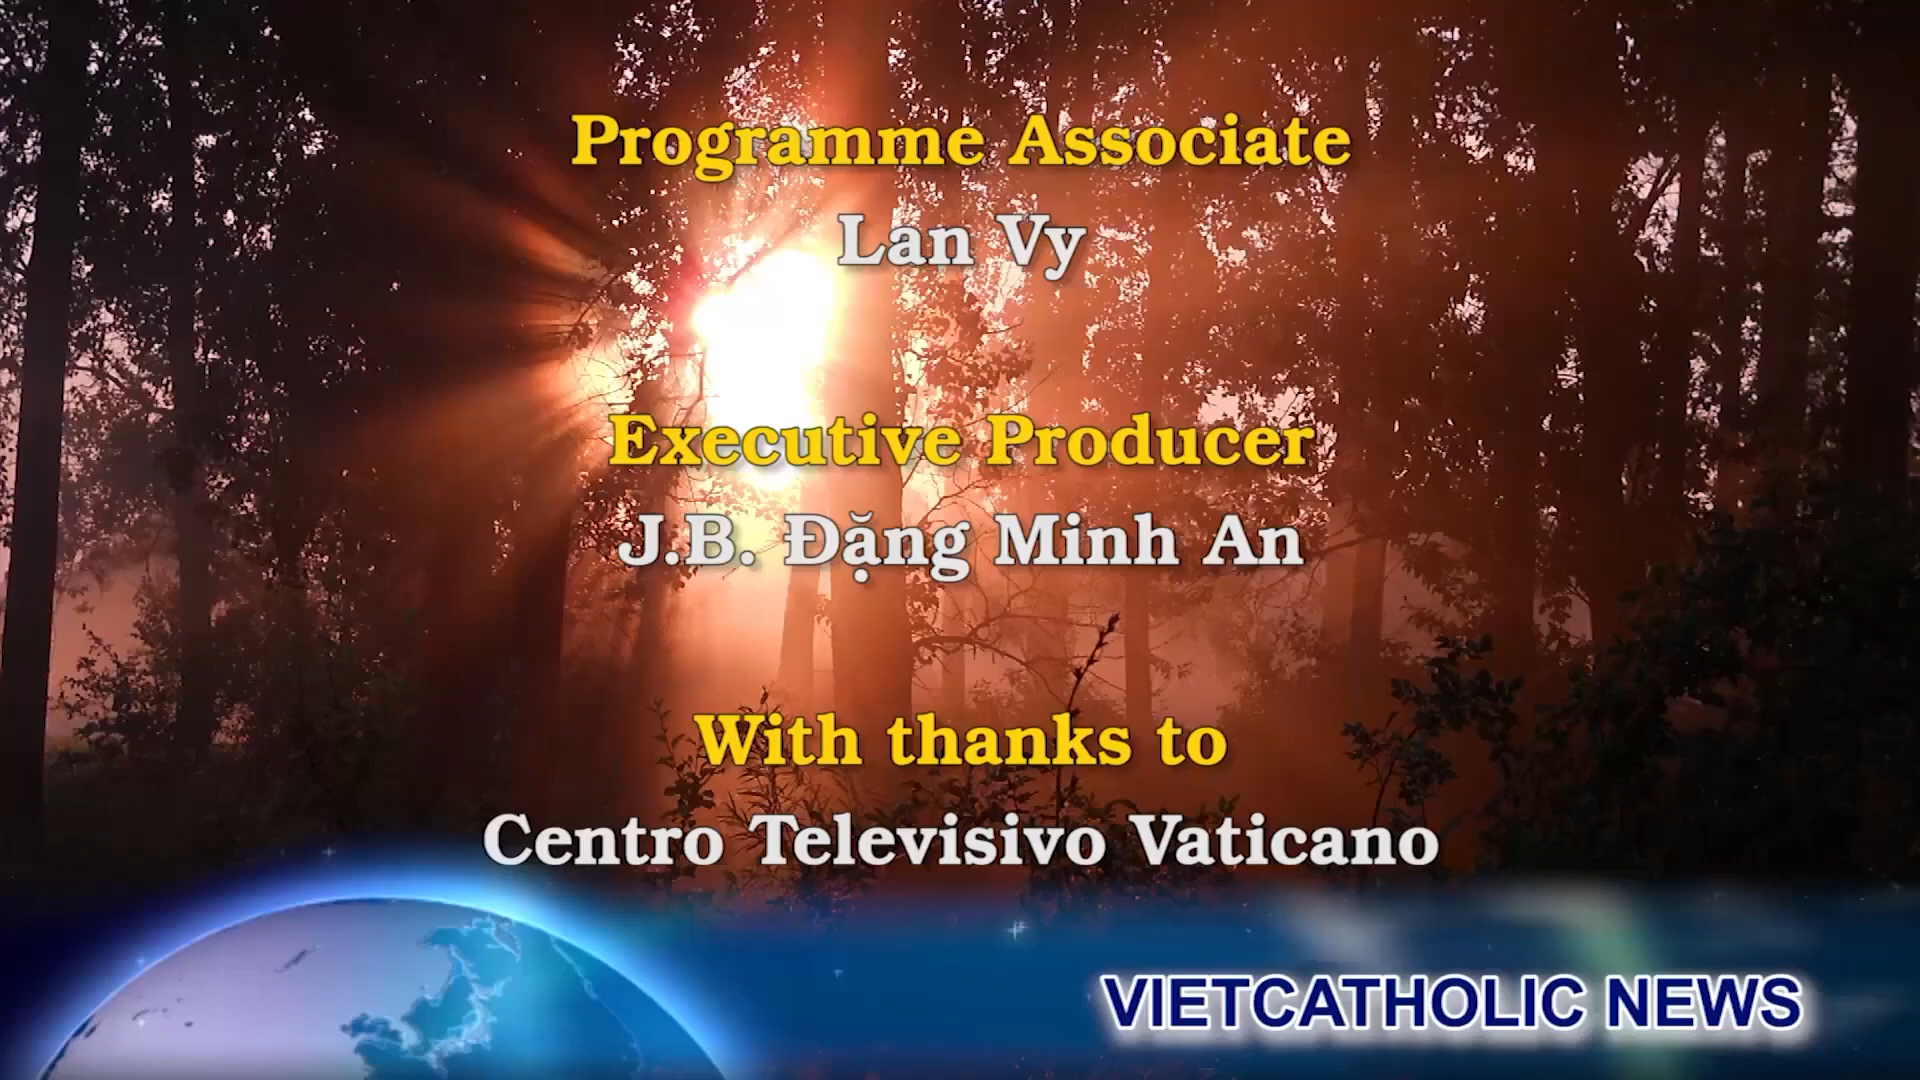 Programme Associate
Lan Vy
Executive Producer
J.B. Đặng Minh An
With thanks to
Centro Televisivo Vaticano
VIETCATHOLIC NEWS